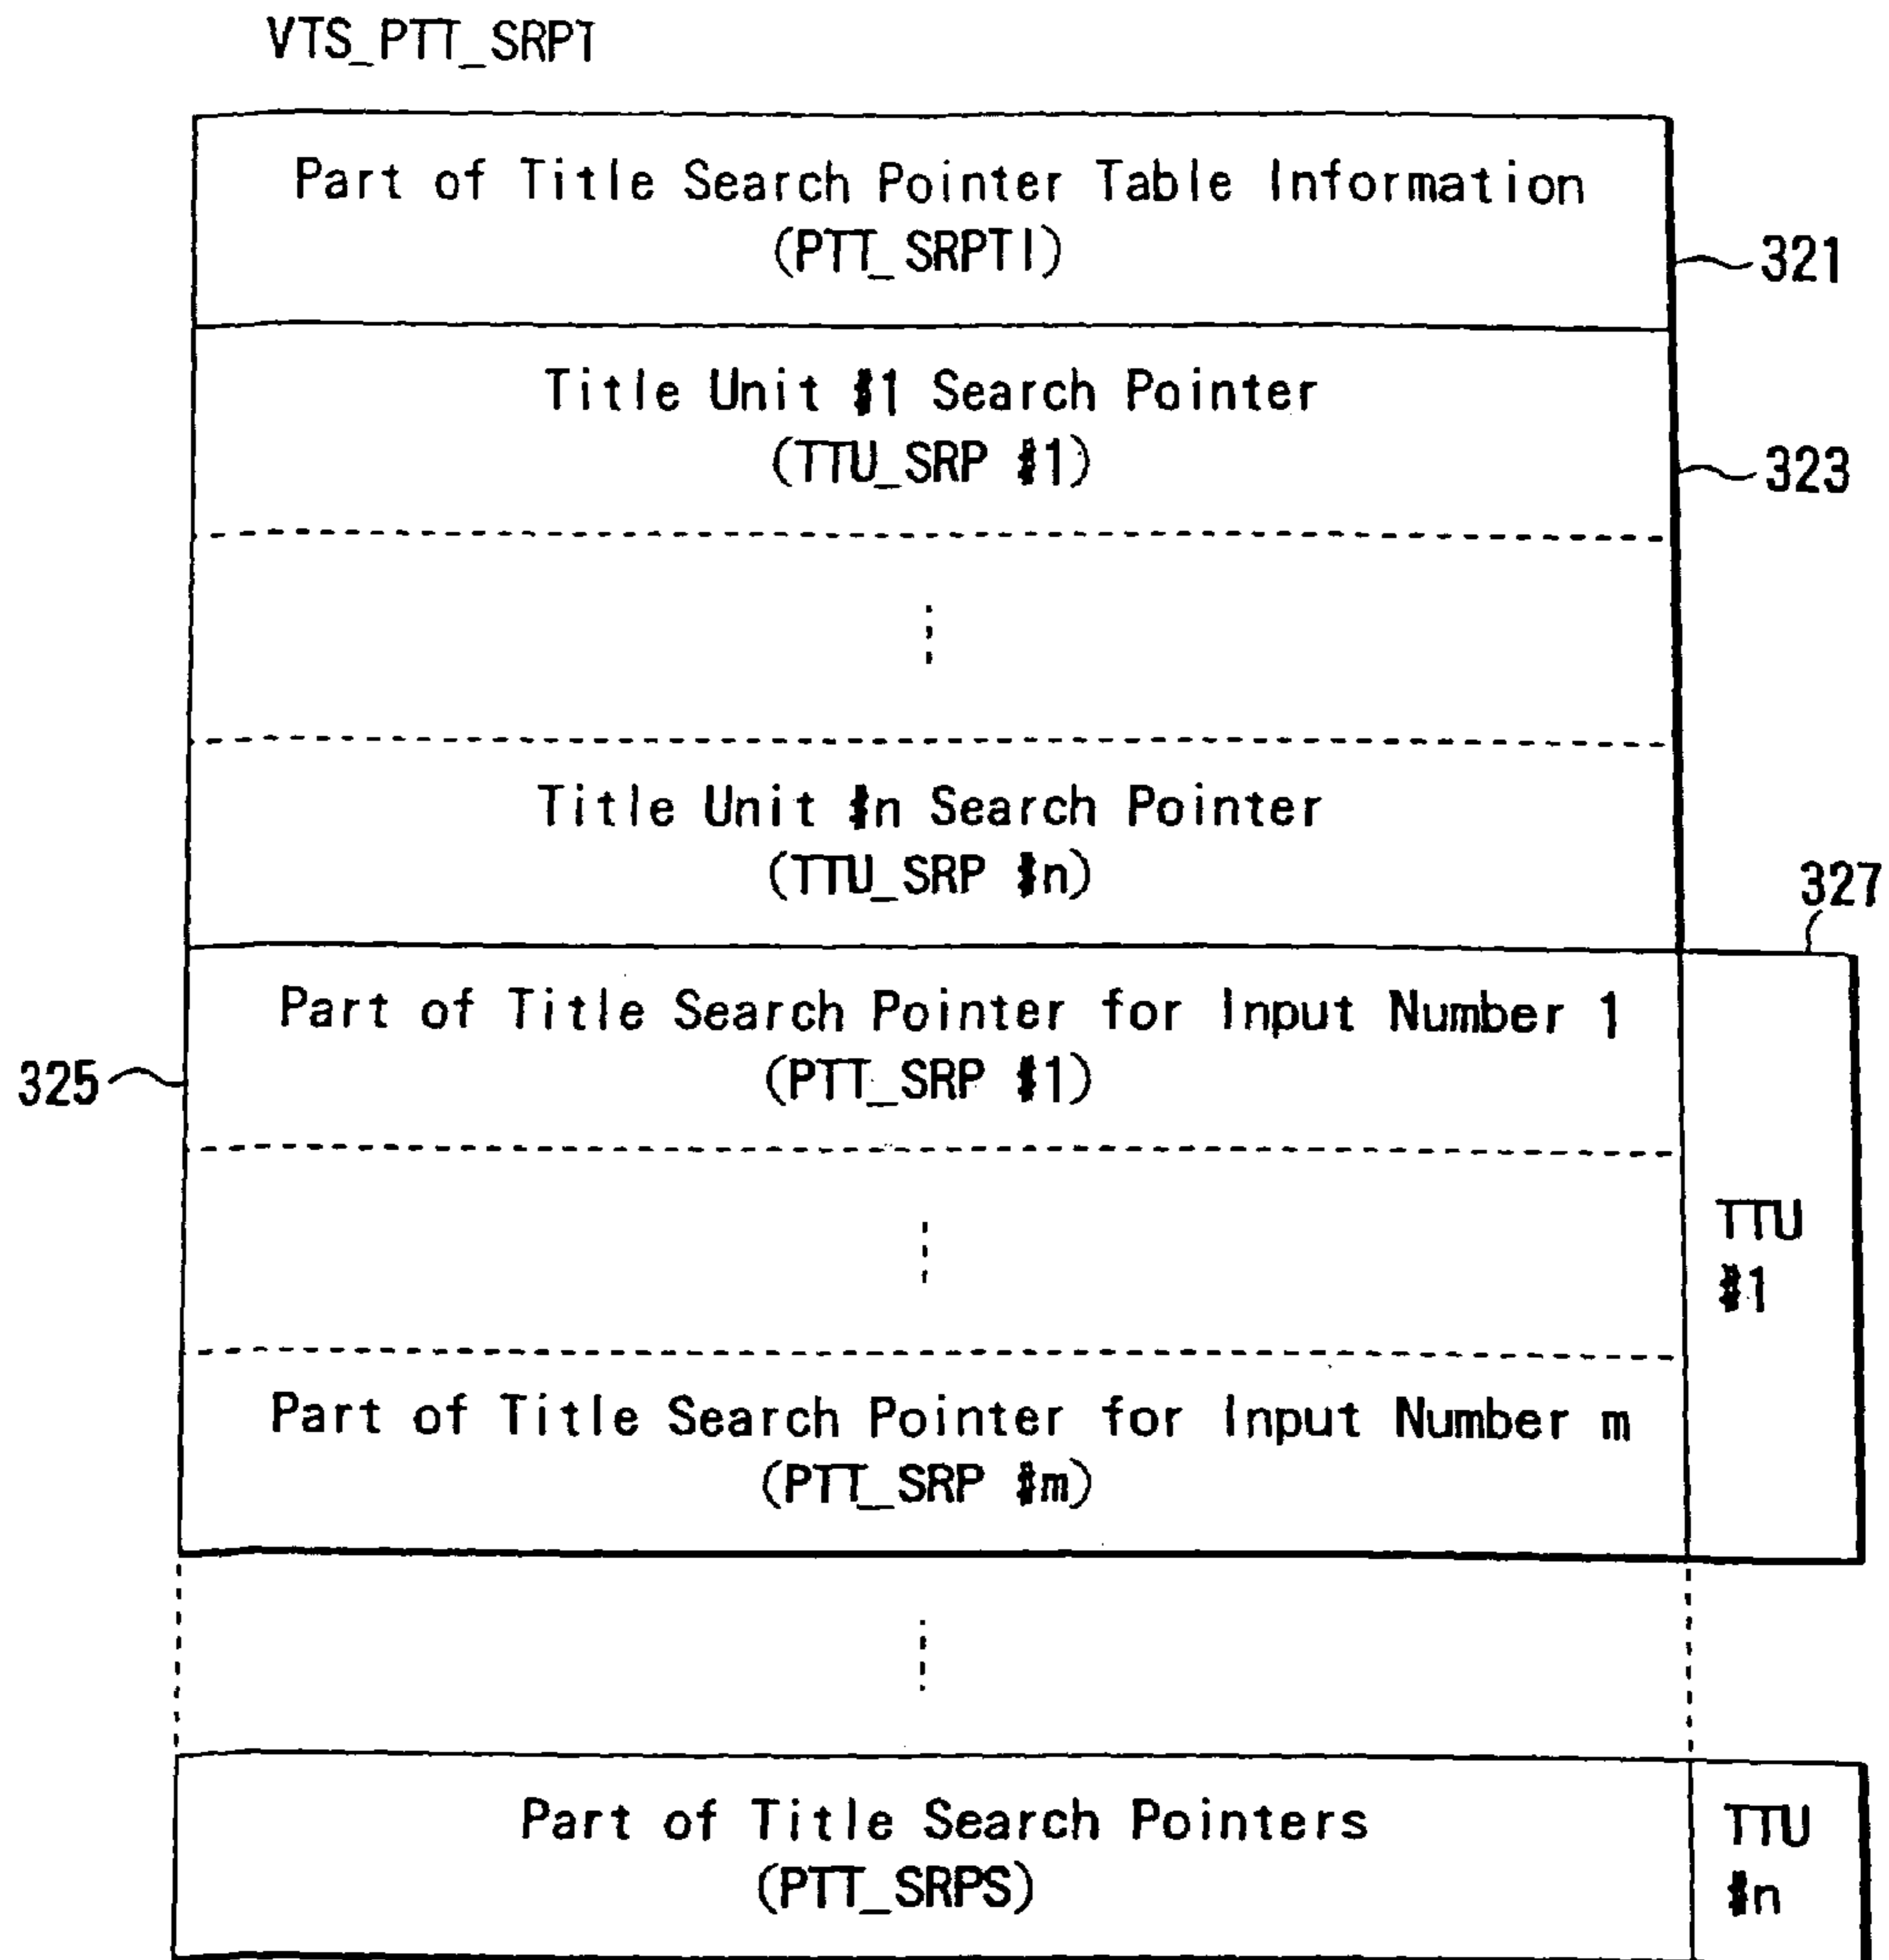 VTS_PTT_SRPT
Part of Title Search Pointer Table Information
(PTT_SRPTI)
321
Title Unit #1 Search Pointer
(TTU_SRP #1)
323
Title Unit #n Search Pointer
(TTU_SRP #n)
327
Part of Title Search Pointer for Input Number 1
(PTT_SRP #1)
325
TTU
#1
Part of Title Search Pointer for Input Number m
(PTT_SRP #m)
Part of Title Search Pointers
(PTT_SRPS)
TTU
#n